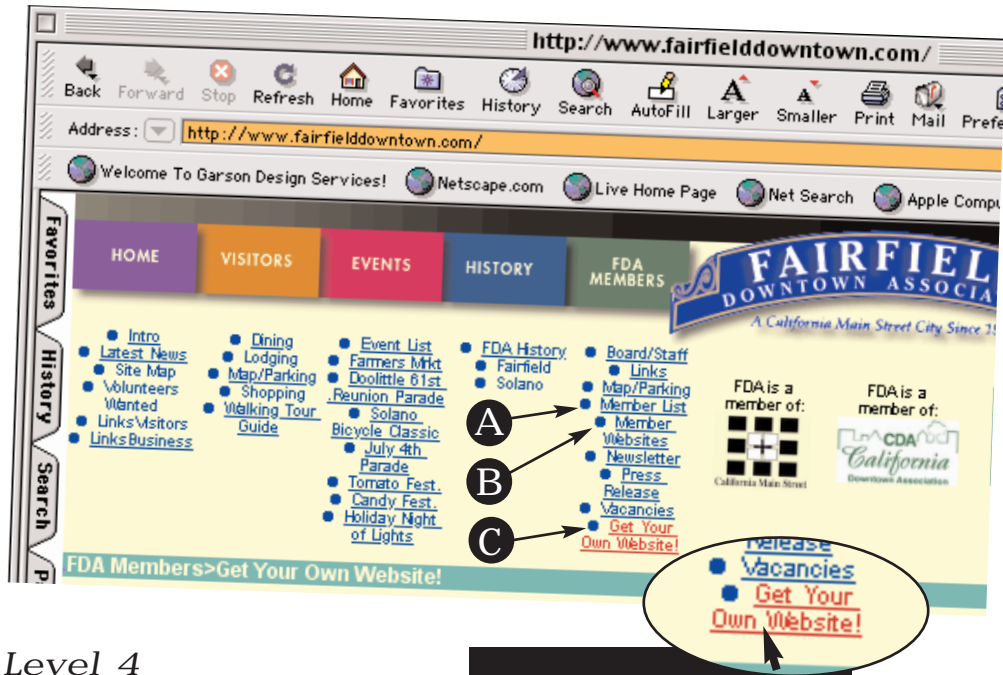 http://www.fairfielddowntown.com/
Back Forward Stop Refresh Home Favorites History Search AutoFill Larger Smaller Print Mail
Address: http://www.fairfielddowntown.com/
Welcome To Garson Design Services! Netscape.com Live Home Page Net Search Apple
Favorites
History
Search
HOME
VISITORS
EVENTS
HISTORY
FDA
MEMBERS
DOWNTOWN
A California Main Street City Since
Intro
Latest News
Site Map
Volunteers
Wanted
Links Visitors
Links Business
Dining
Lodging
Map/Parking
Shopping
Walking Tour
Guide
Event List
Farmers Mrkt
Doolittle 61st
Reunion Parade
Solano
Bicycle Classic
July 4th
Parade
Tomato Fest.
Candy Fest.
Holiday Night
of Lights
FDA History
Fairfield
Solano
Board/Staff
Links
Map/Parking
Member List
Member
Websites
Newsletter
Press
Release
Vacancies
Get Your
Own Website!
A
B
C
FDA is a
member of:
California Main Street
FDA is a
member of:
CDA
California
Downtown Association
FDA Members>Get Your Own Website!
Release
Vacancies
Get Your
Own Website!
Level 4